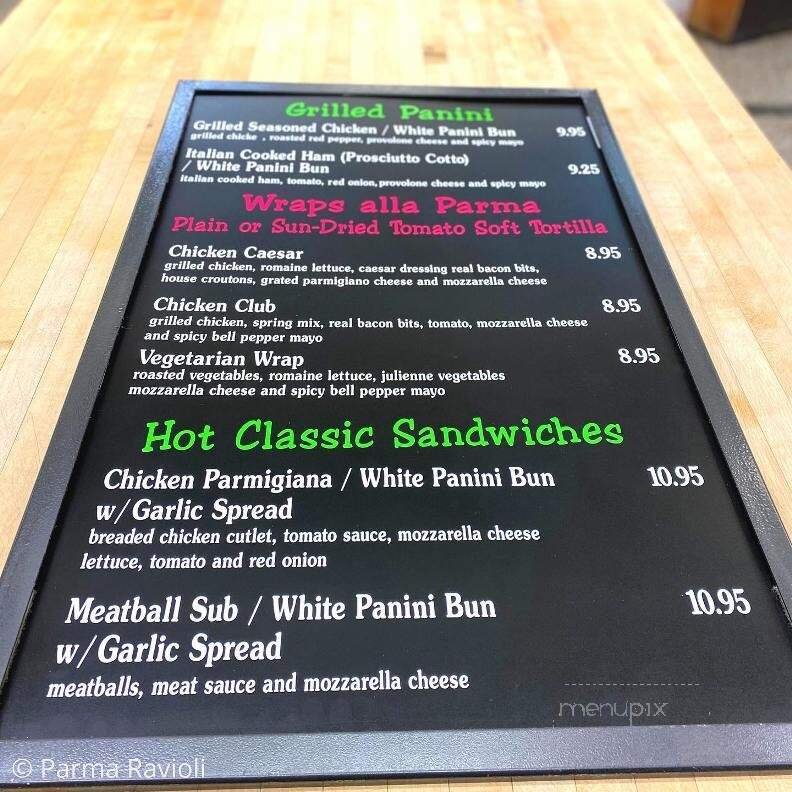 Grilled Panini
Grilled Seasoned Chicken / White Panini Bun 9.95
grilled chicke , roasted red pepper, provolone cheese and spicy mayo
Italian Cooked Ham (Prosciutto Cotto)
/ White Panini Bun 9.25
italian cooked ham, tomato, red onion, provolone cheese and spicy mayo
Wraps alla Parma
Plain or Sun-Dried Tomato Soft Tortilla
Chicken Caesar 8.95
grilled chicken, romaine lettuce, caesar dressing real bacon bits,
house croutons, grated parmigiano cheese and mozzarella cheese
Chicken Club 8.95
grilled chicken, spring mix, real bacon bits, tomato, mozzarella cheese
and spicy bell pepper mayo
Vegetarian Wrap 8.95
roasted vegetables, romaine lettuce, julienne vegetables
mozzarella cheese and spicy bell pepper mayo
Hot Classic Sandwiches
Chicken Parmigiana / White Panini Bun 10.95
w/Garlic Spread
breaded chicken cutlet, tomato sauce, mozzarella cheese
lettuce, tomato and red onion
Meatball Sub / White Panini Bun 10.95
w/Garlic Spread
meatballs, meat sauce and mozzarella cheese
menupix
© Parma Ravioli